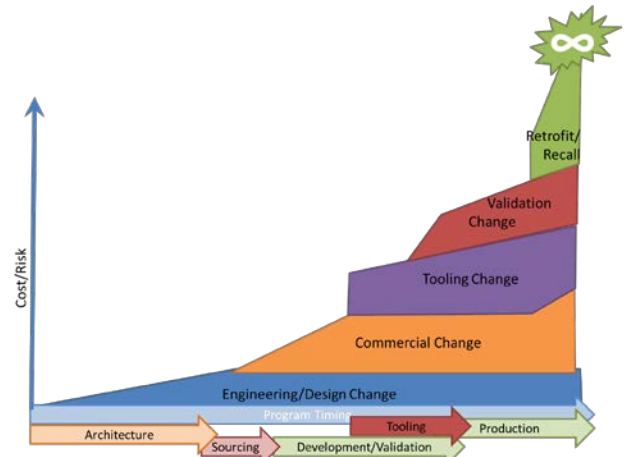 ∞
Retrofit/
Recall
Validation
Change
Tooling Change
Commercial Change
Engineering/Design Change
Cost/Risk
Program Timing
Architecture
Sourcing
Development/Validation
Tooling
Production